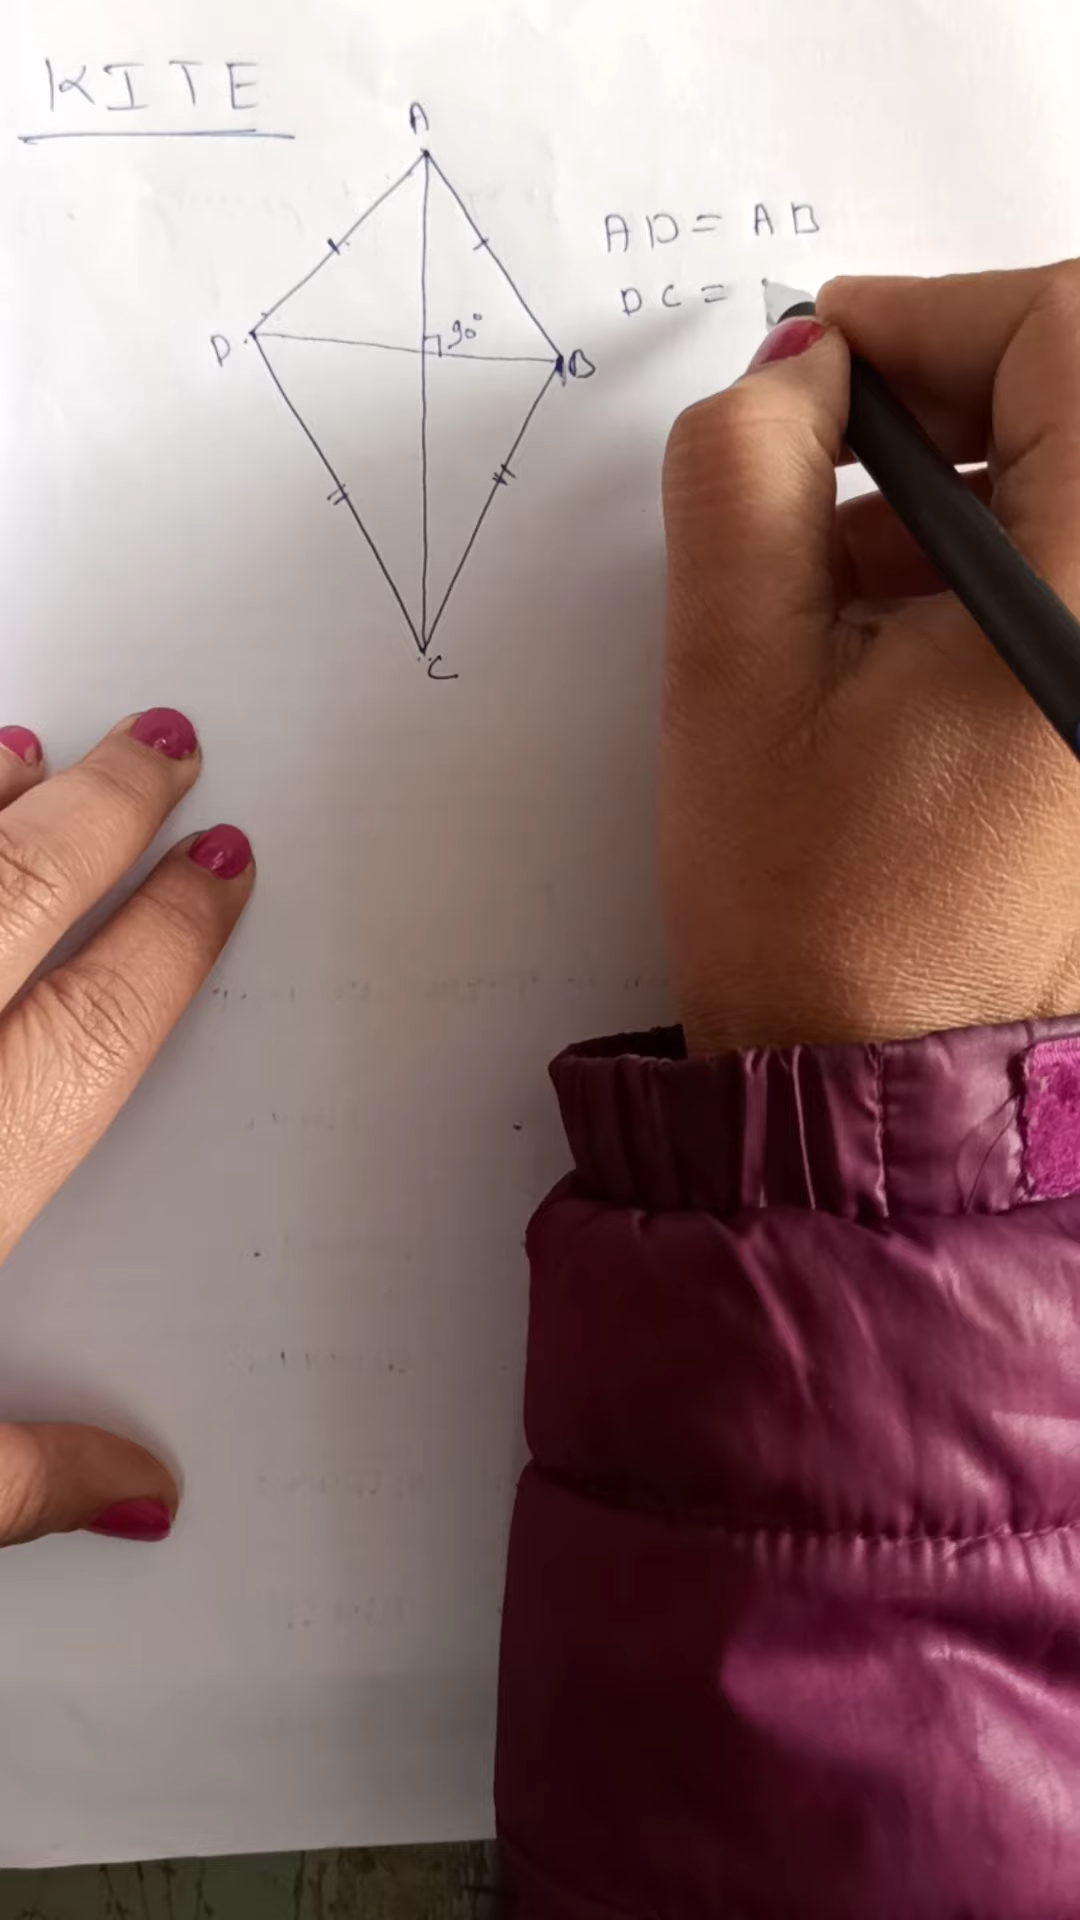 KITE
A
AD = AB
DC =
D
90°
B
C